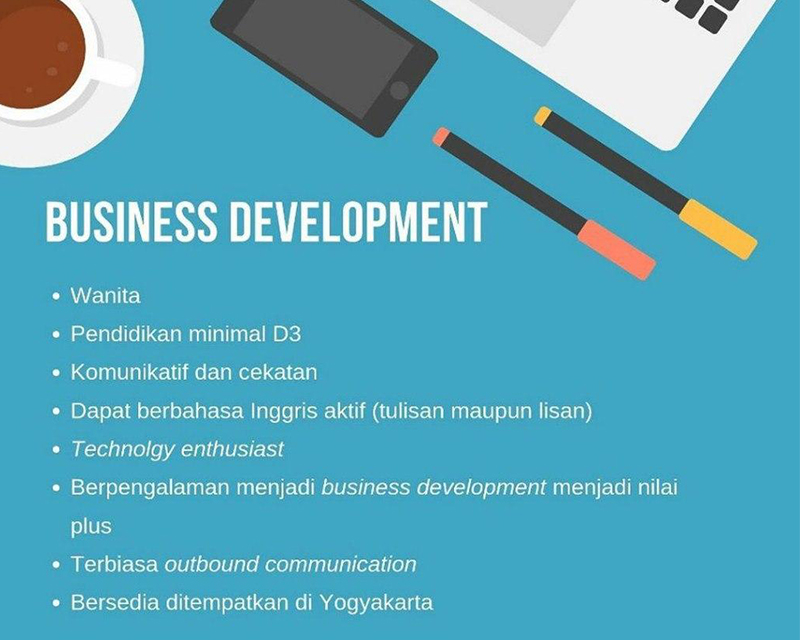 BUSINESS DEVELOPMENT
• Wanita
• Pendidikan minimal D3
• Komunikatif dan cekatan
• Dapat berbahasa Inggris aktif (tulisan maupun lisan)
• Technolgy enthusiast
• Berpengalaman menjadi business development menjadi nilai
plus
• Terbiasa outbound communication
• Bersedia ditempatkan di Yogyakarta